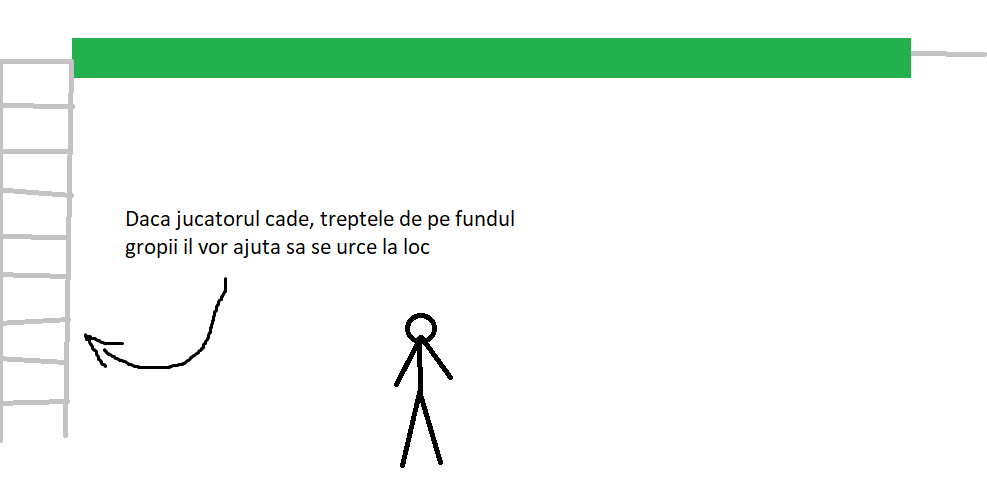 Daca jucatorul cade, treptele de pe fundul
gropii il vor ajuta sa se urce la loc